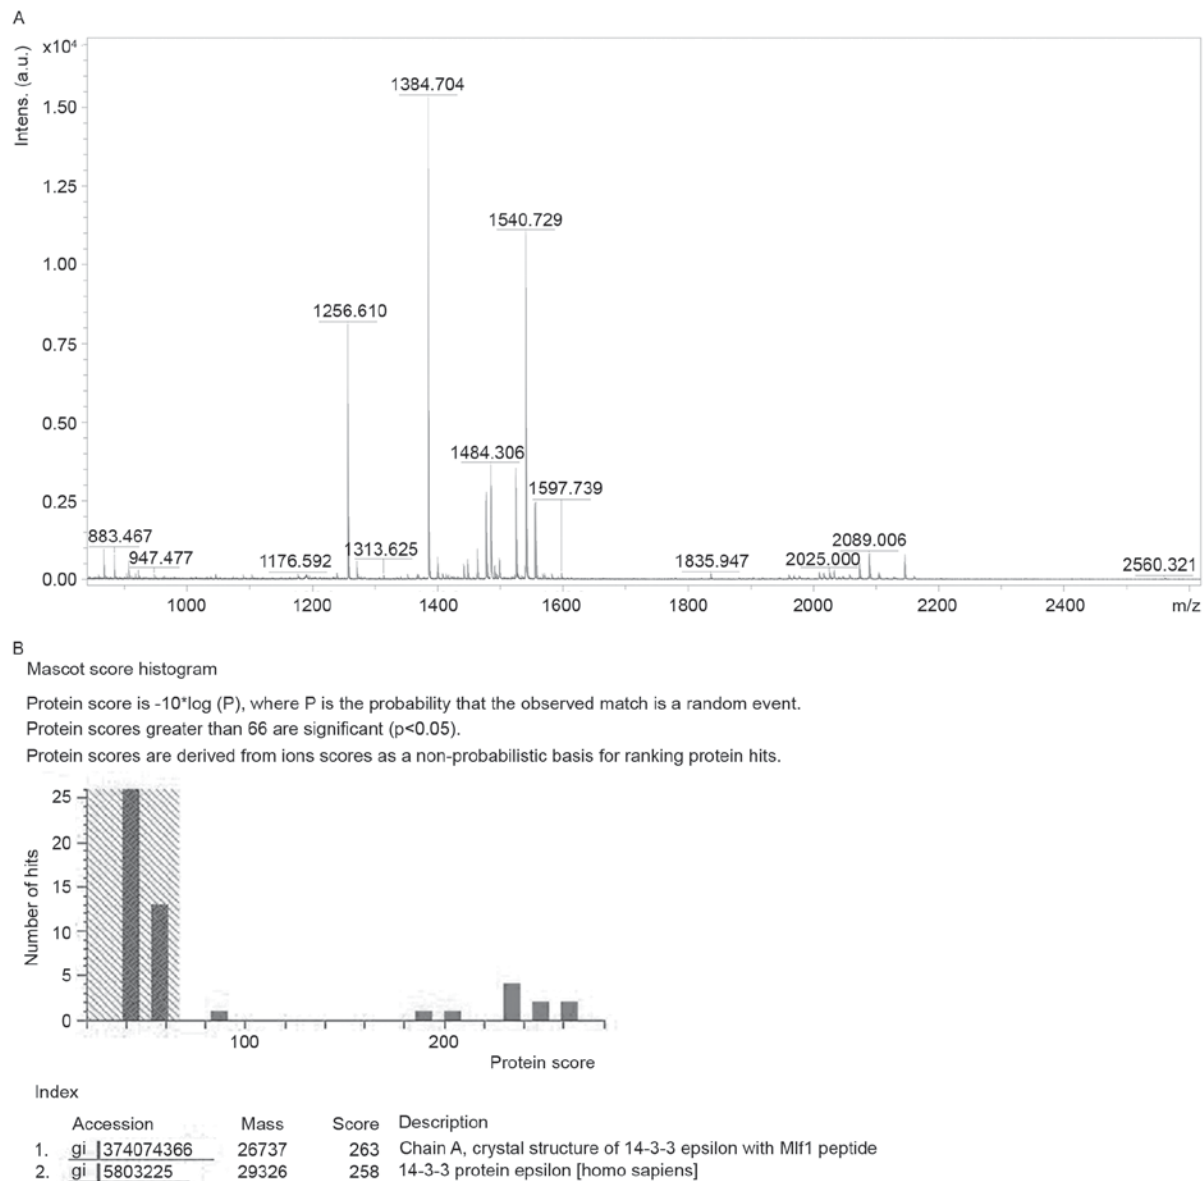 A
x10⁴
Intens. (a.u.)
1.50
1.25
1.00
0.75
0.50
0.25
0.00
1384.704
1540.729
1256.610
1484.306
1597.739
883.467
947.477
1176.592
1313.625
1835.947
2025.000
2089.006
2560.321
1000 1200 1400 1600 1800 2000 2200 2400 m/z
B
Mascot score histogram
Protein score is -10*log (P), where P is the probability that the observed match is a random event.
Protein scores greater than 66 are significant (p<0.05).
Protein scores are derived from ions scores as a non-probabilistic basis for ranking protein hits.
Number of hits
25
20
15
10
5
0
100 200
Protein score
Index
Accession Mass Score Description
1. gi |374074366 26737 263 Chain A, crystal structure of 14-3-3 epsilon with Mlf1 peptide
2. gi |5803225 29326 258 14-3-3 protein epsilon [homo sapiens]